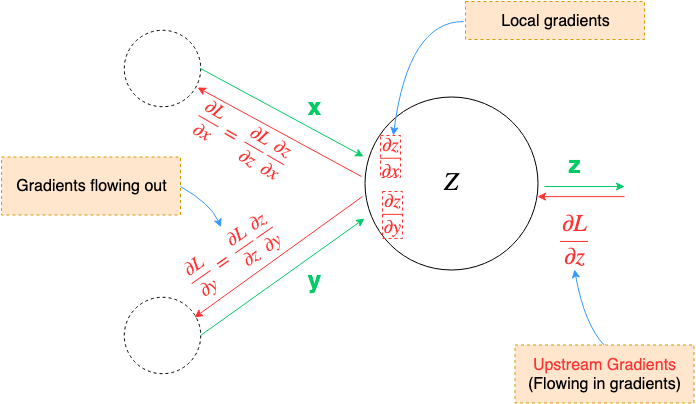 Local gradients
x
∂L/∂x = ∂L/∂z ∂z/∂x
∂z/∂x
Z
z
Gradients flowing out
∂z/∂y
∂L/∂y = ∂L/∂z ∂z/∂y
∂L/∂z
y
Upstream Gradients
(Flowing in gradients)